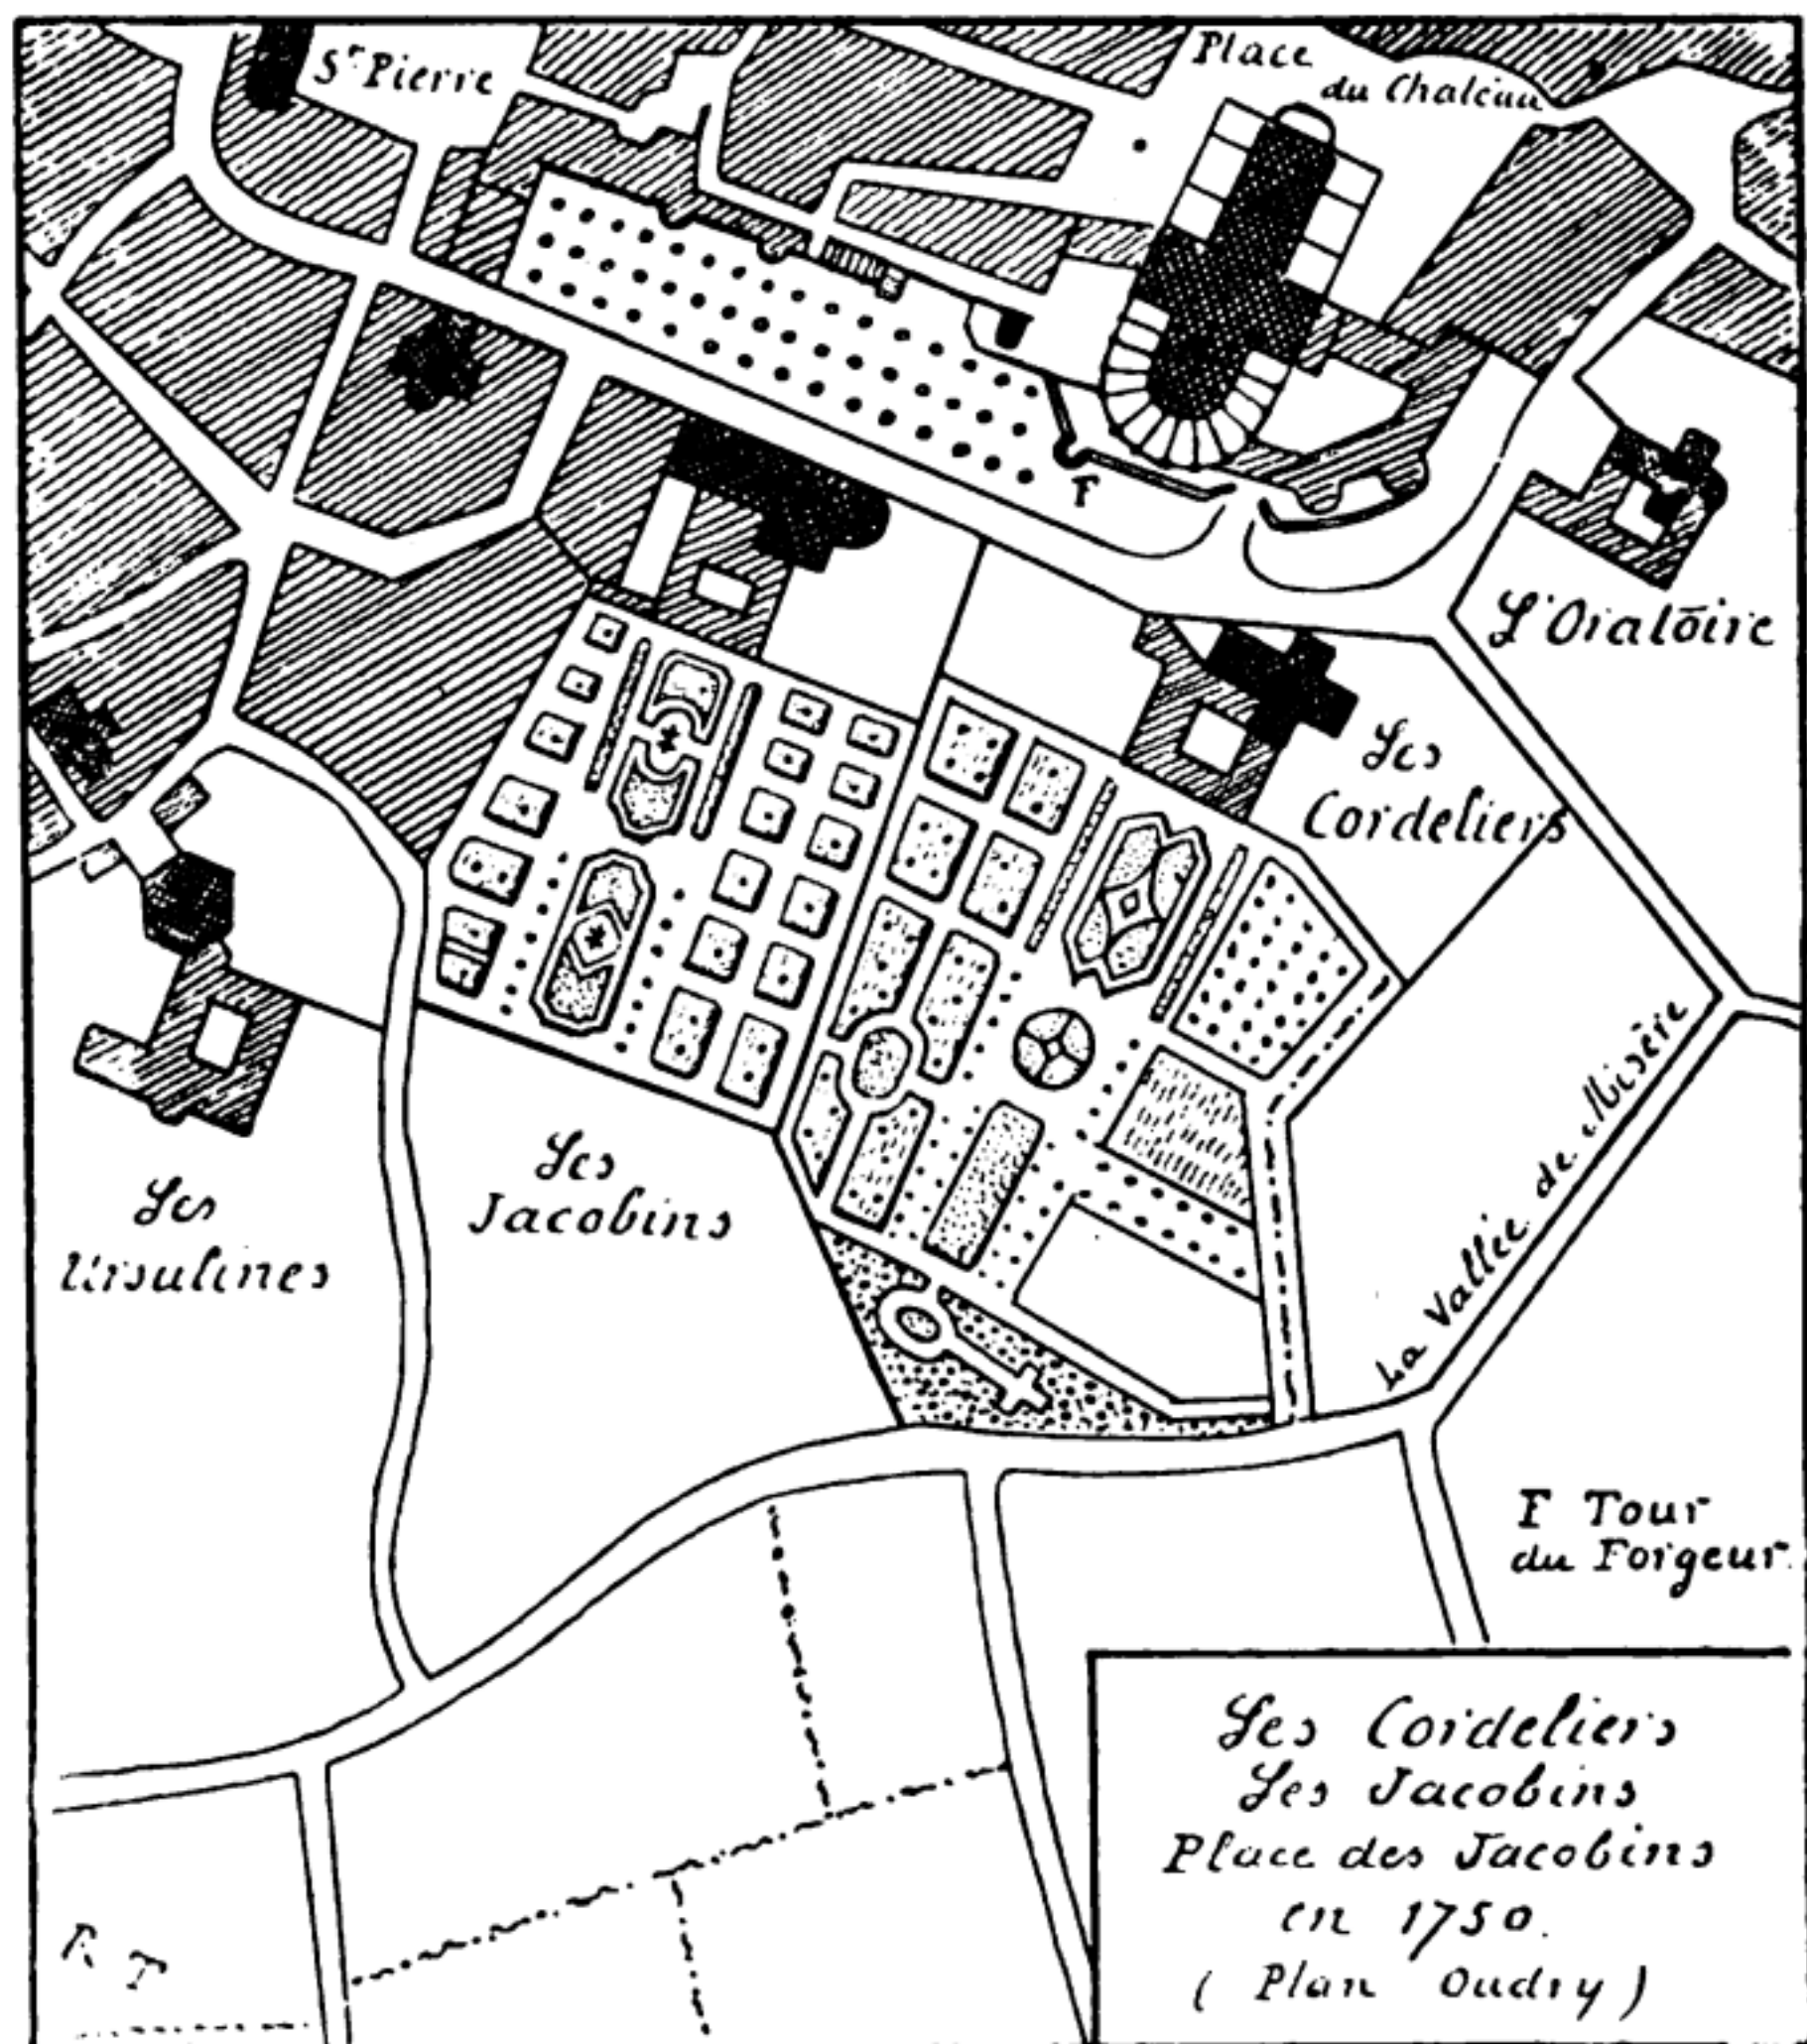 St Pierre
Place
du Château
F
L'Oratoire
Les
Cordeliers
La Vallée de Misère
Les
Jacobins
Les
Ursulines
F Tour
du Forgeur.
R T
Les Cordeliers
Les Jacobins
Place des Jacobins
en 1750.
( Plan Oudry )